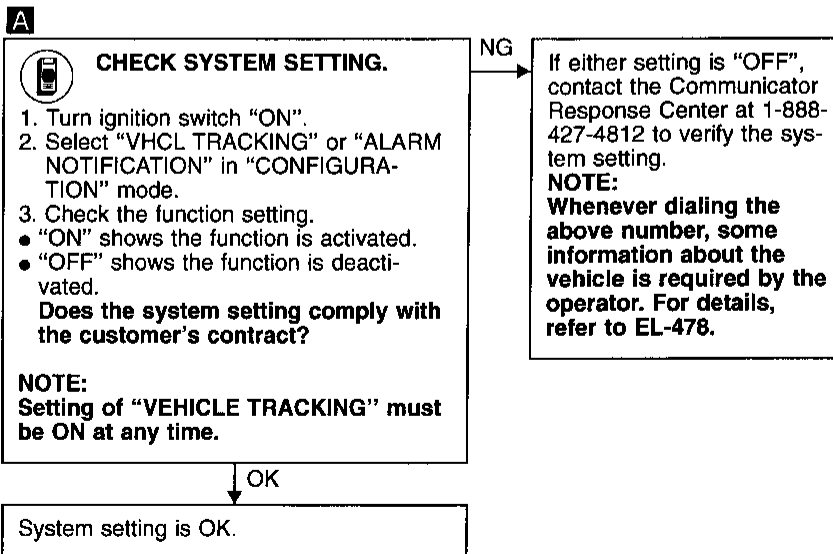 A
CHECK SYSTEM SETTING.
1. Turn ignition switch “ON”.
2. Select “VHCL TRACKING” or “ALARM
NOTIFICATION” in “CONFIGURA-
TION” mode.
3. Check the function setting.
● “ON” shows the function is activated.
● “OFF” shows the function is deacti-
vated.
Does the system setting comply with
the customer’s contract?
NOTE:
Setting of “VEHICLE TRACKING” must
be ON at any time.
NG
If either setting is “OFF”,
contact the Communicator
Response Center at 1-888-
427-4812 to verify the sys-
tem setting.
NOTE:
Whenever dialing the
above number, some
information about the
vehicle is required by the
operator. For details,
refer to EL-478.
OK
System setting is OK.